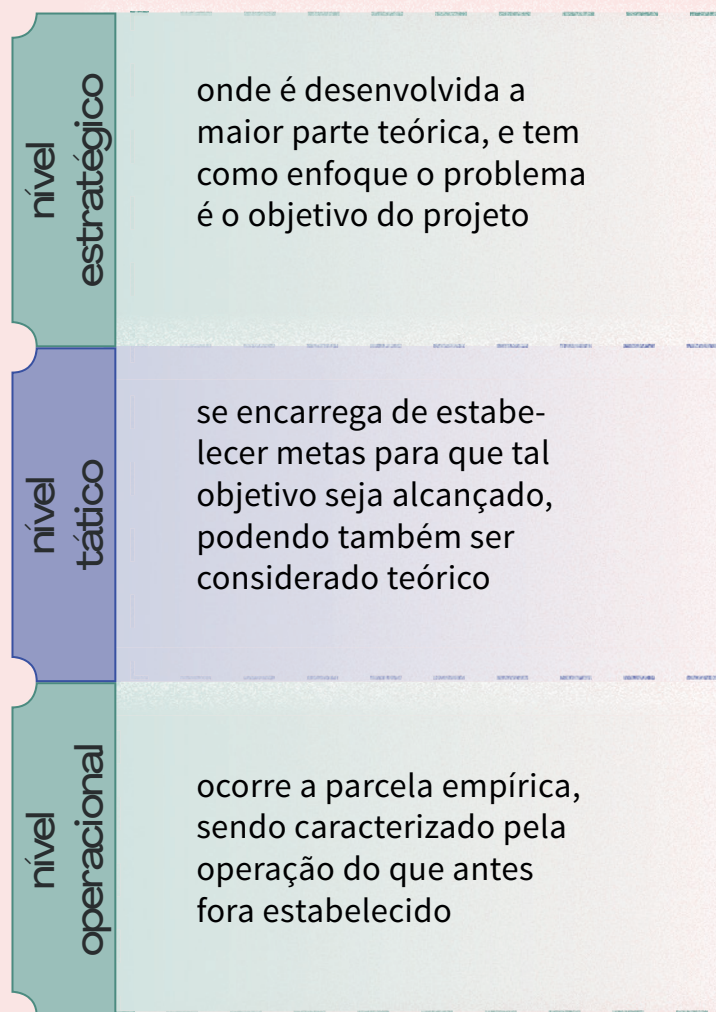 nível
estratégico
onde é desenvolvida a
maior parte teórica, e tem
como enfoque o problema
é o objetivo do projeto
nível
tático
se encarrega de estabe-
lecer metas para que tal
objetivo seja alcançado,
podendo também ser
considerado teórico
nível
operacional
ocorre a parcela empírica,
sendo caracterizado pela
operação do que antes
fora estabelecido